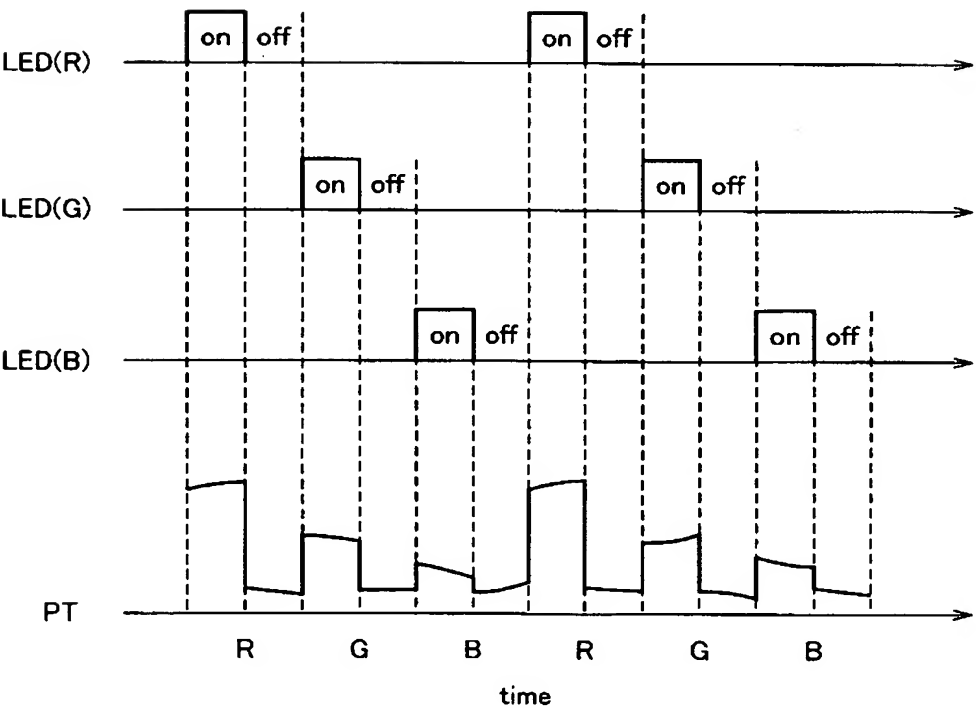 on off on off
LED(R)
on off on off
LED(G)
on off on off
LED(B)
PT
R G B R G B
time